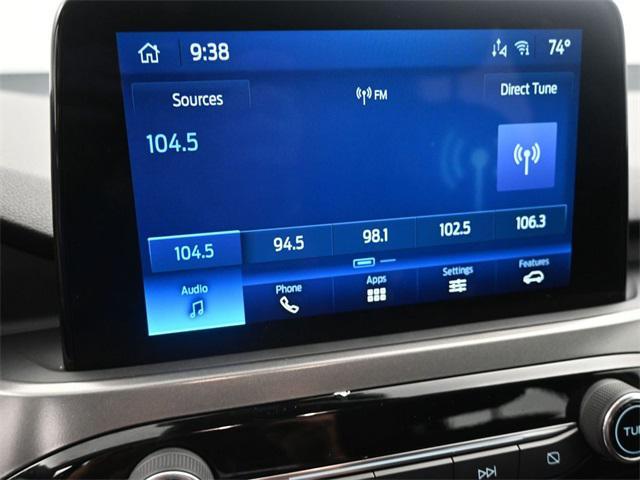 9:38 74°
Sources FM Direct Tune
104.5
104.5 94.5 98.1 102.5 106.3
Audio Phone Apps Settings Features